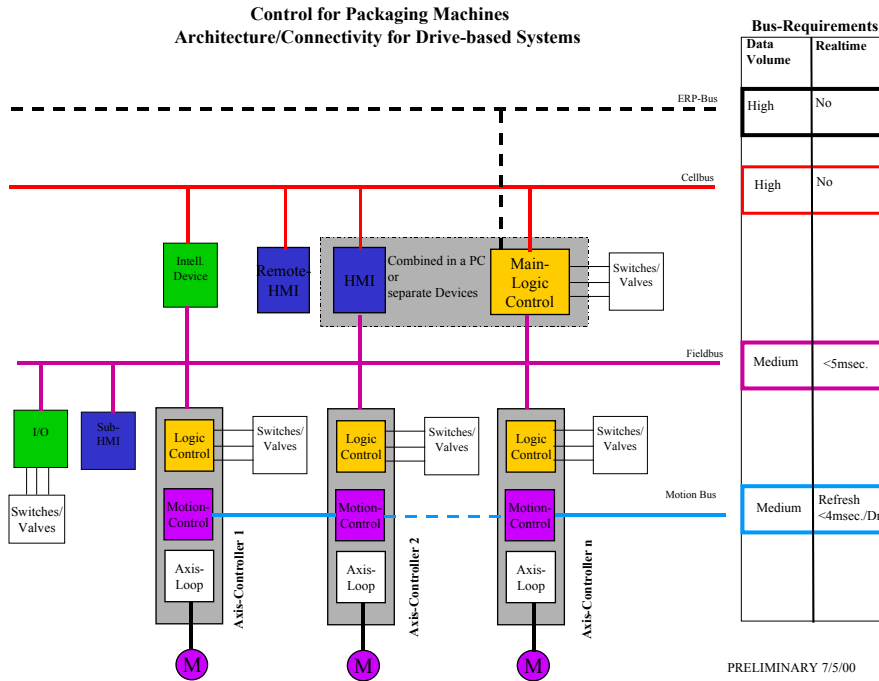 Control for Packaging Machines
Architecture/Connectivity for Drive-based Systems
Bus-Requirements
Data
Volume
Realtime
ERP-Bus
High
No
Cellbus
High
No
Intell.
Device
Remote-
HMI
HMI
Combined in a PC
or
separate Devices
Main-
Logic
Control
Switches/
Valves
Fieldbus
Medium
<5msec.
I/O
Sub-
HMI
Logic
Control
Switches/
Valves
Logic
Control
Switches/
Valves
Logic
Control
Switches/
Valves
Switches/
Valves
Motion-
Control
Motion-
Control
Motion-
Control
Motion Bus
Medium
Refresh
<4msec./Dr
Axis-
Loop
Axis-Controller 1
Axis-
Loop
Axis-Controller 2
Axis-
Loop
Axis-Controller n
M
M
M
PRELIMINARY 7/5/00